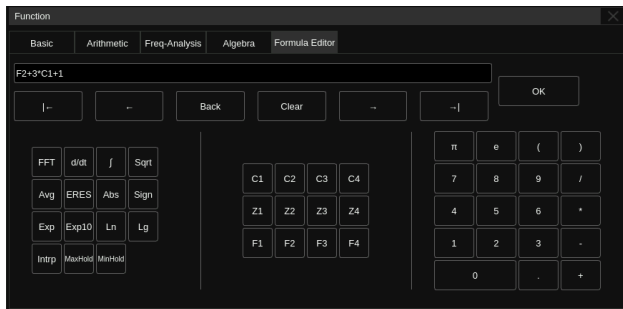 Function
Basic Arithmetic Freq-Analysis Algebra Formula Editor
F2+3*C1+1
OK
|← ← Back Clear → →|
FFT d/dt ∫ Sqrt
Avg ERES Abs Sign
Exp Exp10 Ln Lg
Intrp MaxHold MinHold
C1 C2 C3 C4
Z1 Z2 Z3 Z4
F1 F2 F3 F4
π e ( )
7 8 9 /
4 5 6 *
1 2 3 -
0 . +